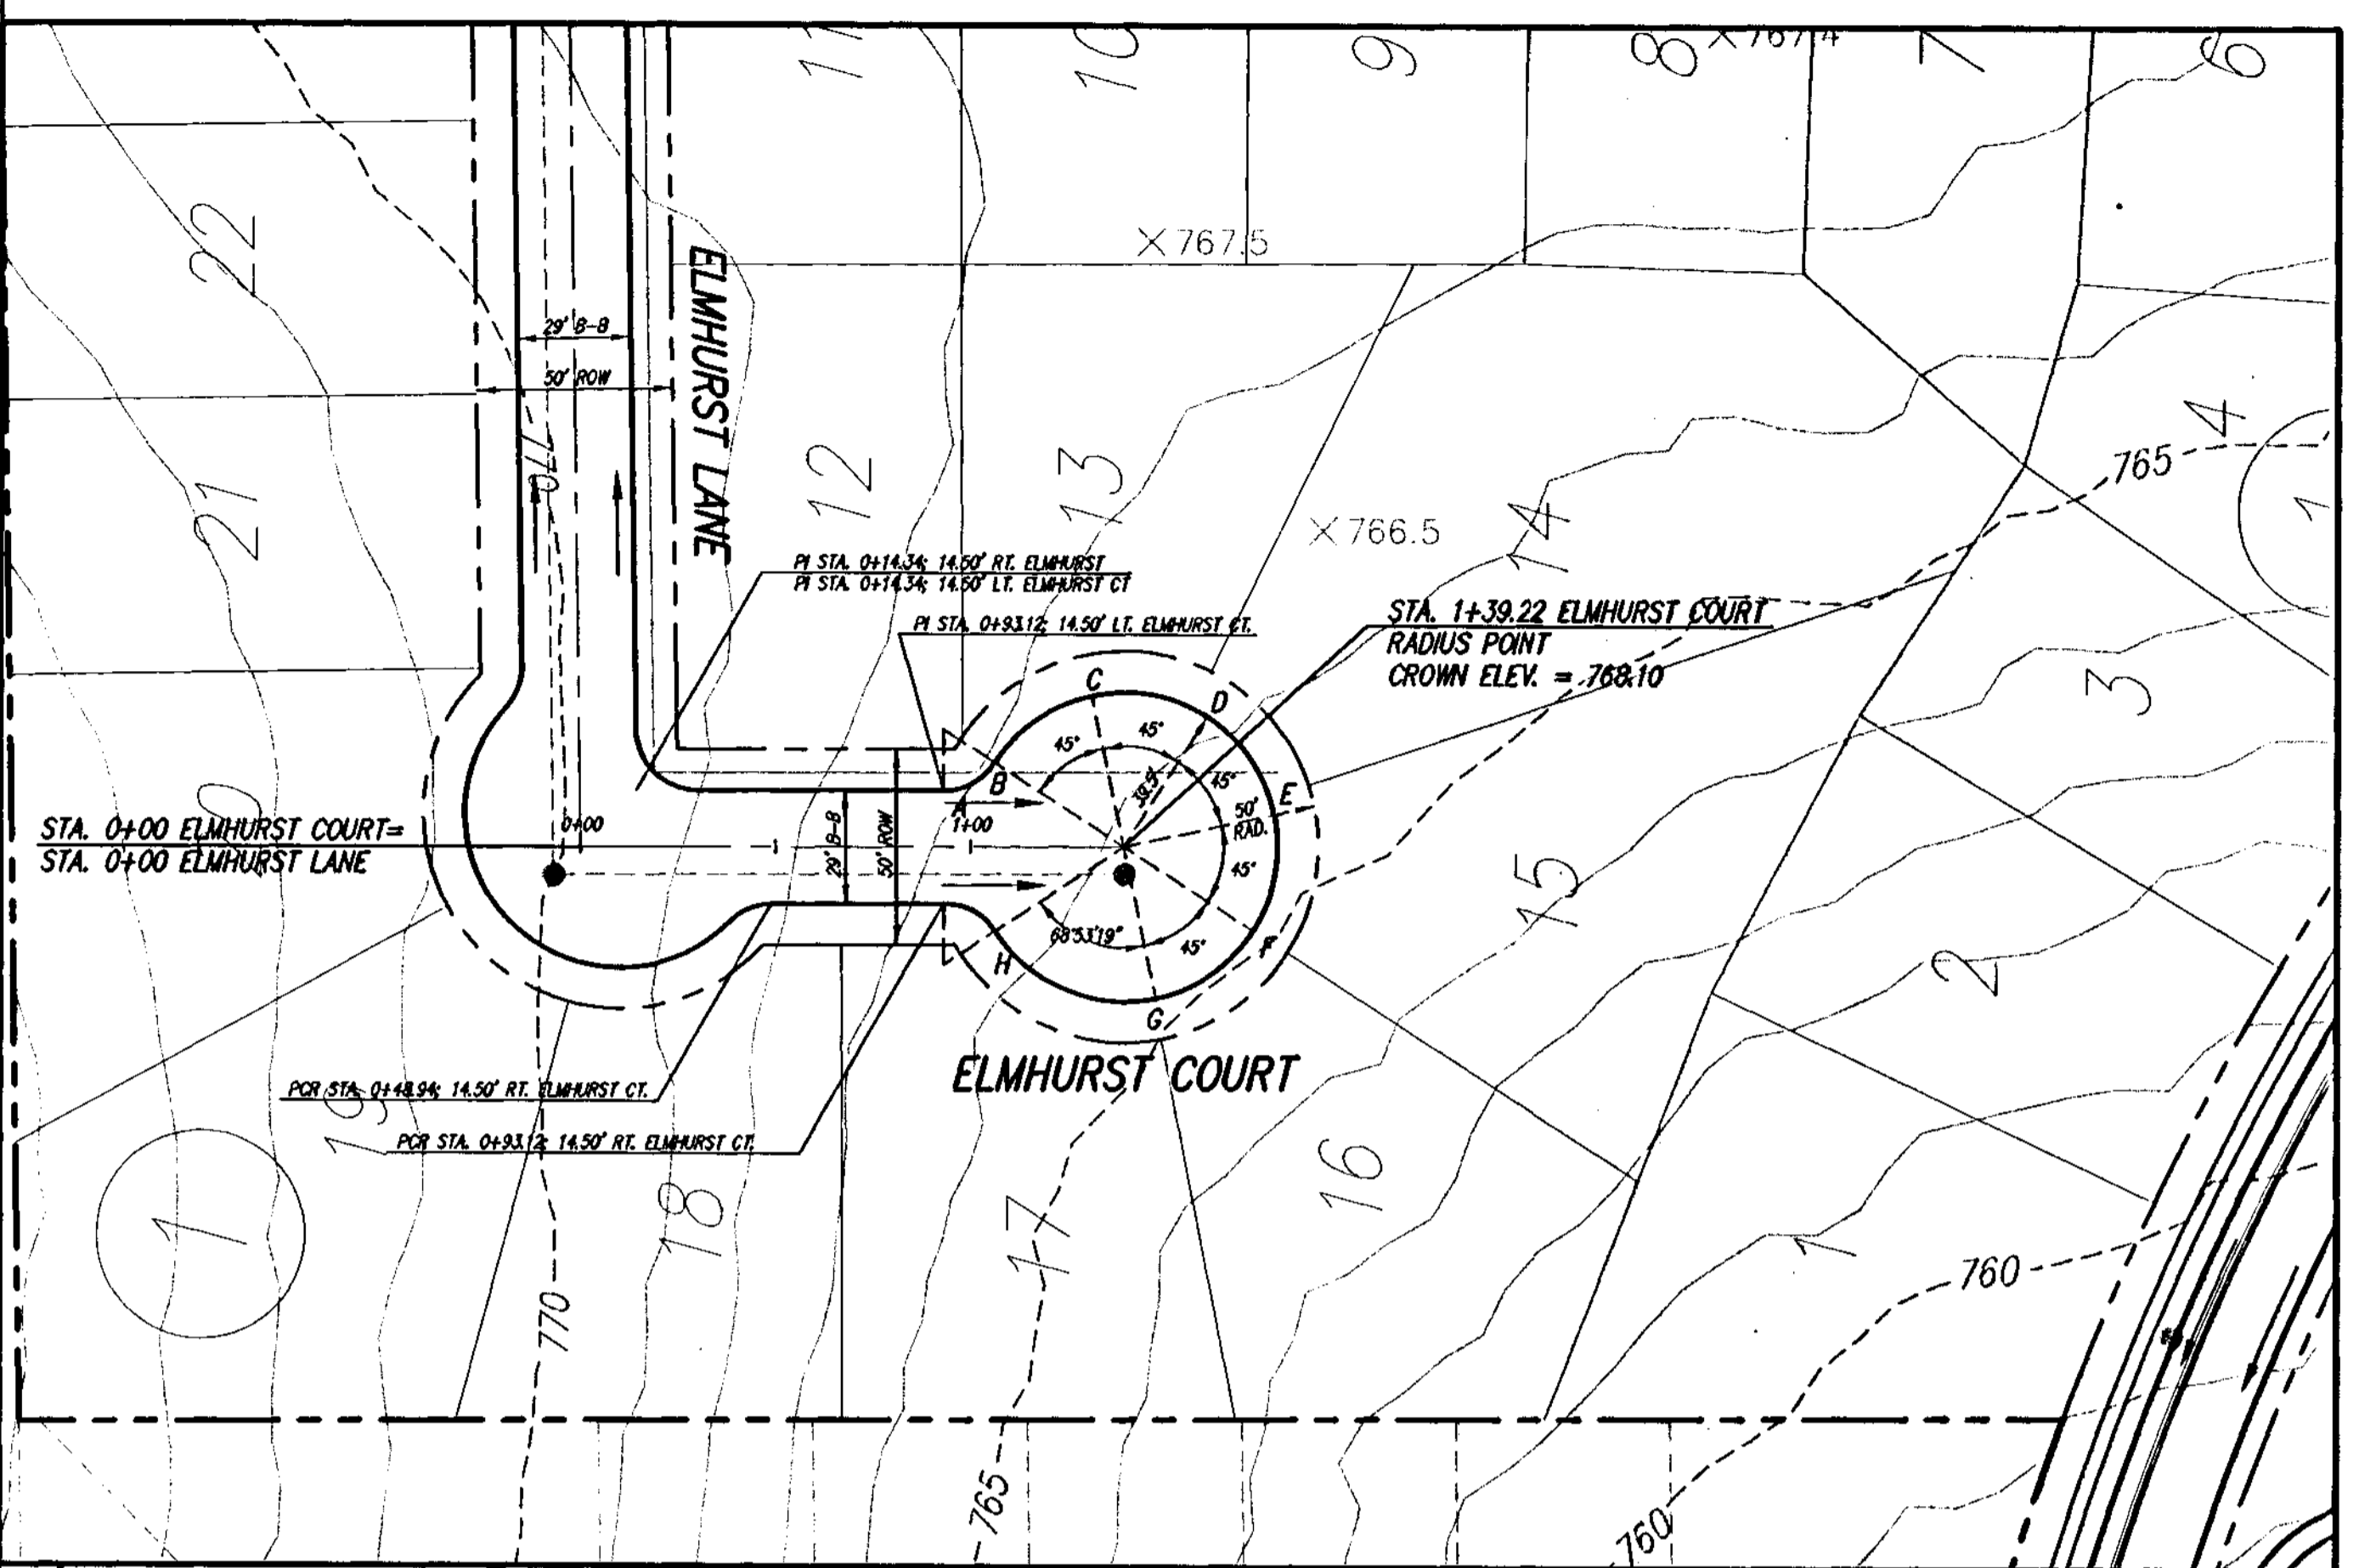 11
10
9
8
X 767.4
7
6
22
ELMHURST LANE
X 767.5
29' B-B
50' ROW
770
21
12
13
14
X 766.5
765
4
1
PI STA. 0+14.34; 14.50' RT. ELMHURST
PI STA. 0+14.34; 14.50' LT. ELMHURST CT
PI STA. 0+93.12; 14.50' LT. ELMHURST CT.
STA. 1+39.22 ELMHURST COURT
RADIUS POINT
CROWN ELEV. = 768.10
3
C
D
45°
45°
B
39.5'
45°
E
A
50'
RAD.
STA. 0+00 ELMHURST COURT=
STA. 0+00 ELMHURST LANE
0+00
1+00
29' B-B
50' ROW
45°
15
68°53'19"
45°
F
H
G
2
ELMHURST COURT
PCR STA. 0+48.94; 14.50' RT. ELMHURST CT.
19
PCR STA. 0+93.12; 14.50' RT. ELMHURST CT.
1
18
17
16
1
760
770
765
760